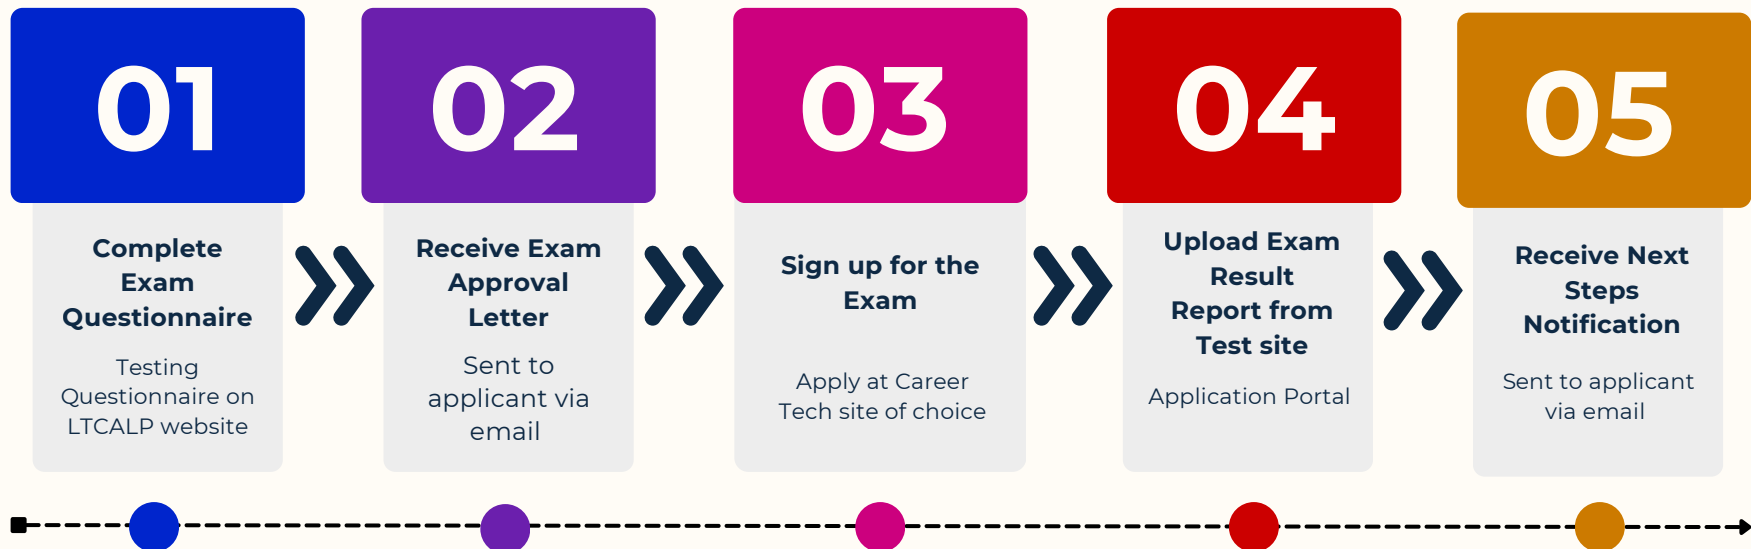 01
Complete
Exam
Questionnaire
Testing
Questionnaire on
LTCALP website
02
Receive Exam
Approval
Letter
Sent to
applicant via
email
03
Sign up for the
Exam
Apply at Career
Tech site of choice
04
Upload Exam
Result
Report from
Test site
Application Portal
05
Receive Next
Steps
Notification
Sent to applicant
via email